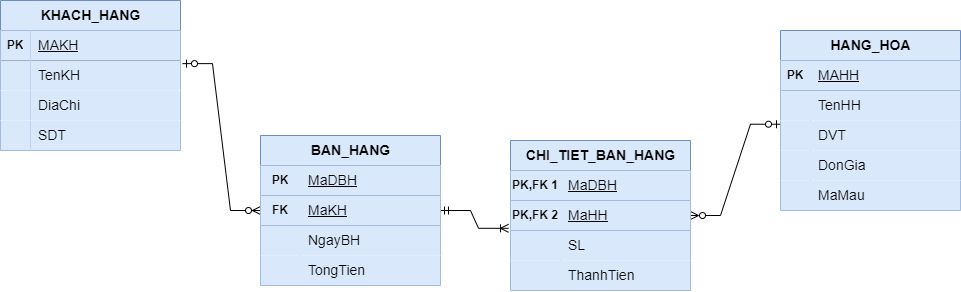 KHACH_HANG
PK MAKH
TenKH
DiaChi
SDT
BAN_HANG
PK MaDBH
FK MaKH
NgayBH
TongTien
CHI_TIET_BAN_HANG
PK,FK 1 MaDBH
PK,FK 2 MaHH
SL
ThanhTien
HANG_HOA
PK MAHH
TenHH
DVT
DonGia
MaMau